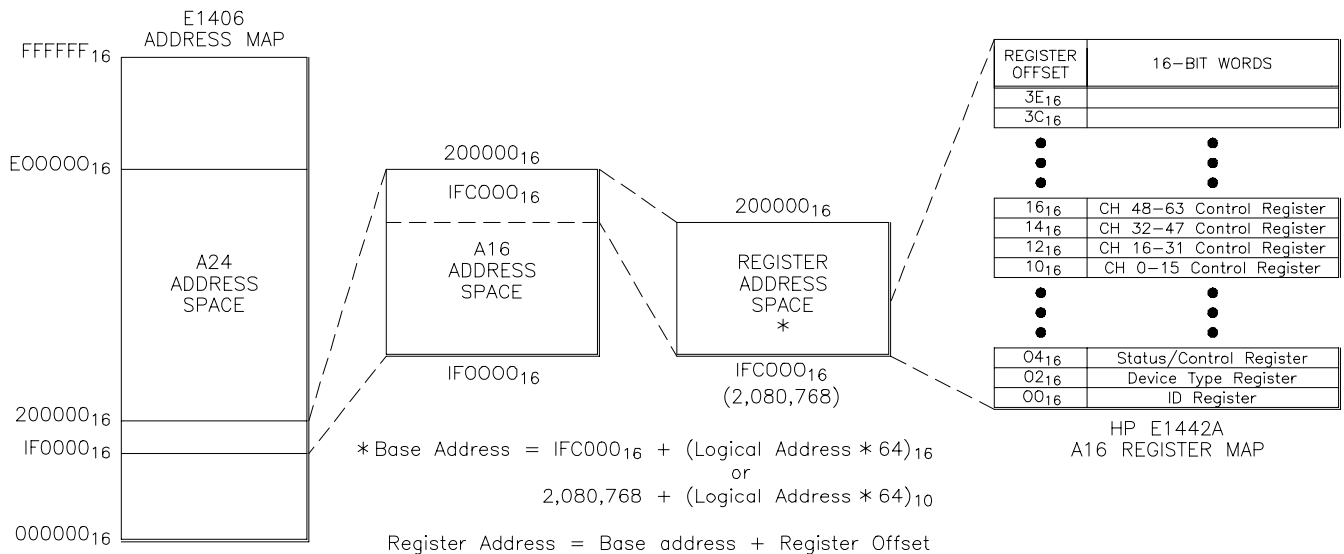 E1406
ADDRESS MAP
FFFFFF16
E0000016
A24
ADDRESS
SPACE
20000016
IF000016
00000016
20000016
IFC00016
A16
ADDRESS
SPACE
IF000016
20000016
REGISTER
ADDRESS
SPACE
*
IFC00016
(2,080,768)
REGISTER OFFSET 16-BIT WORDS
3E16
3C16
1616 CH 48-63 Control Register
1416 CH 32-47 Control Register
1216 CH 16-31 Control Register
1016 CH 0-15 Control Register
0416 Status/Control Register
0216 Device Type Register
0016 ID Register
HP E1442A
A16 REGISTER MAP
* Base Address = IFC00016 + (Logical Address * 64)16
or
2,080,768 + (Logical Address * 64)10
Register Address = Base address + Register Offset